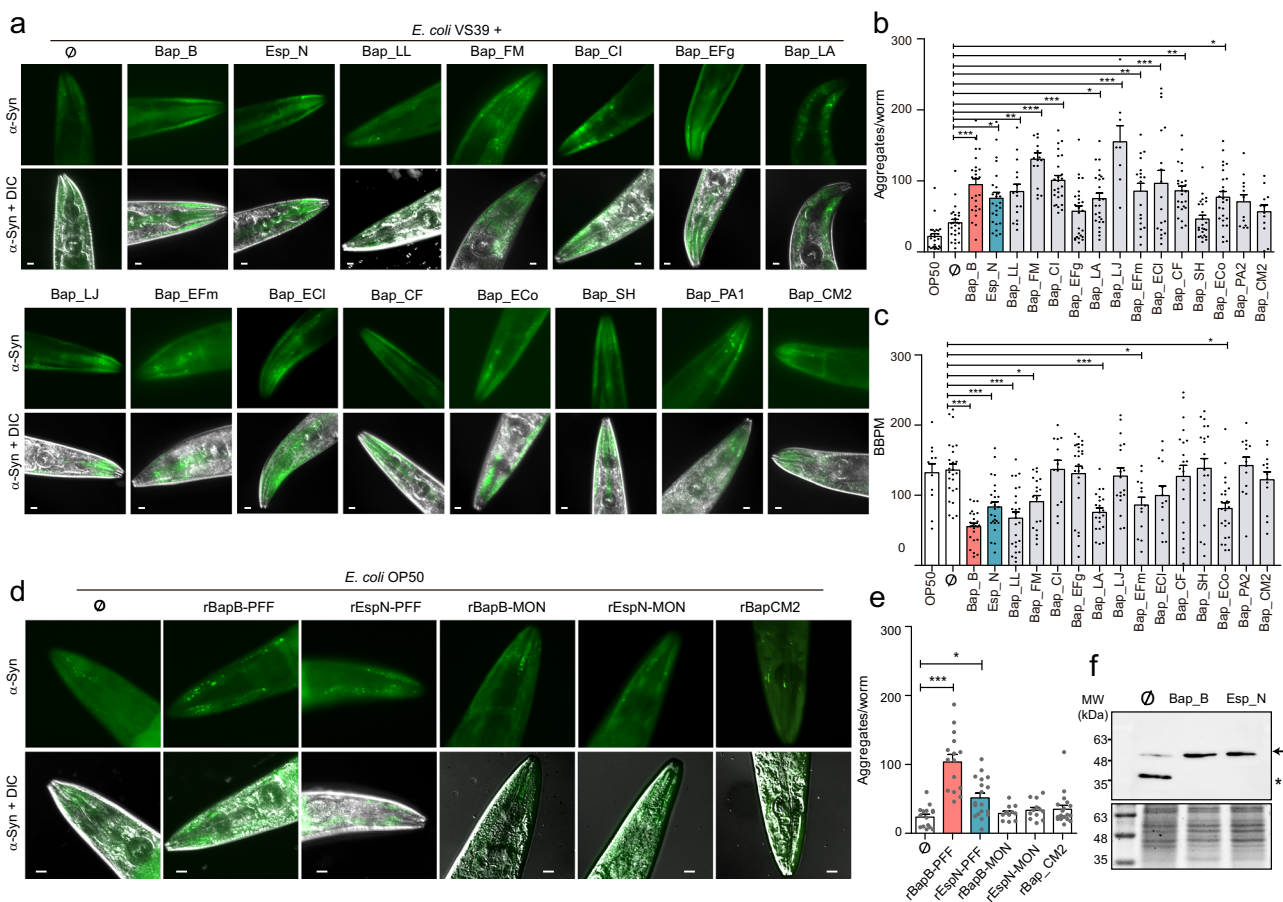 a
E. coli VS39 +
Ø Bap_B Esp_N Bap_LL Bap_FM Bap_CI Bap_EFg Bap_LA
α-Syn
α-Syn + DIC
Bap_LJ Bap_EFm Bap_ECl Bap_CF Bap_ECo Bap_SH Bap_PA1 Bap_CM2
α-Syn
α-Syn + DIC
b
Aggregates/worm
300
200
100
0
*
**
***
**
***
*
***
***
**
*
***
OP50 Ø Bap_B Esp_N Bap_LL Bap_FM Bap_CI Bap_EFg Bap_LA Bap_LJ Bap_EFm Bap_ECl Bap_CF Bap_SH Bap_ECo Bap_PA2 Bap_CM2
c
BBPM
300
200
100
0
*
*
***
*
***
***
***
OP50 Ø Bap_B Esp_N Bap_LL Bap_FM Bap_CI Bap_EFg Bap_LA Bap_LJ Bap_EFm Bap_ECl Bap_CF Bap_SH Bap_ECo Bap_PA2 Bap_CM2
d
E. coli OP50
Ø rBapB-PFF rEspN-PFF rBapB-MON rEspN-MON rBapCM2
α-Syn
α-Syn + DIC
e
Aggregates/worm
300
200
100
0
*
***
Ø rBapB-PFF rEspN-PFF rBapB-MON rEspN-MON rBap_CM2
f
MW
(kDa)
Ø Bap_B Esp_N
63
48
35
*
63
48
35